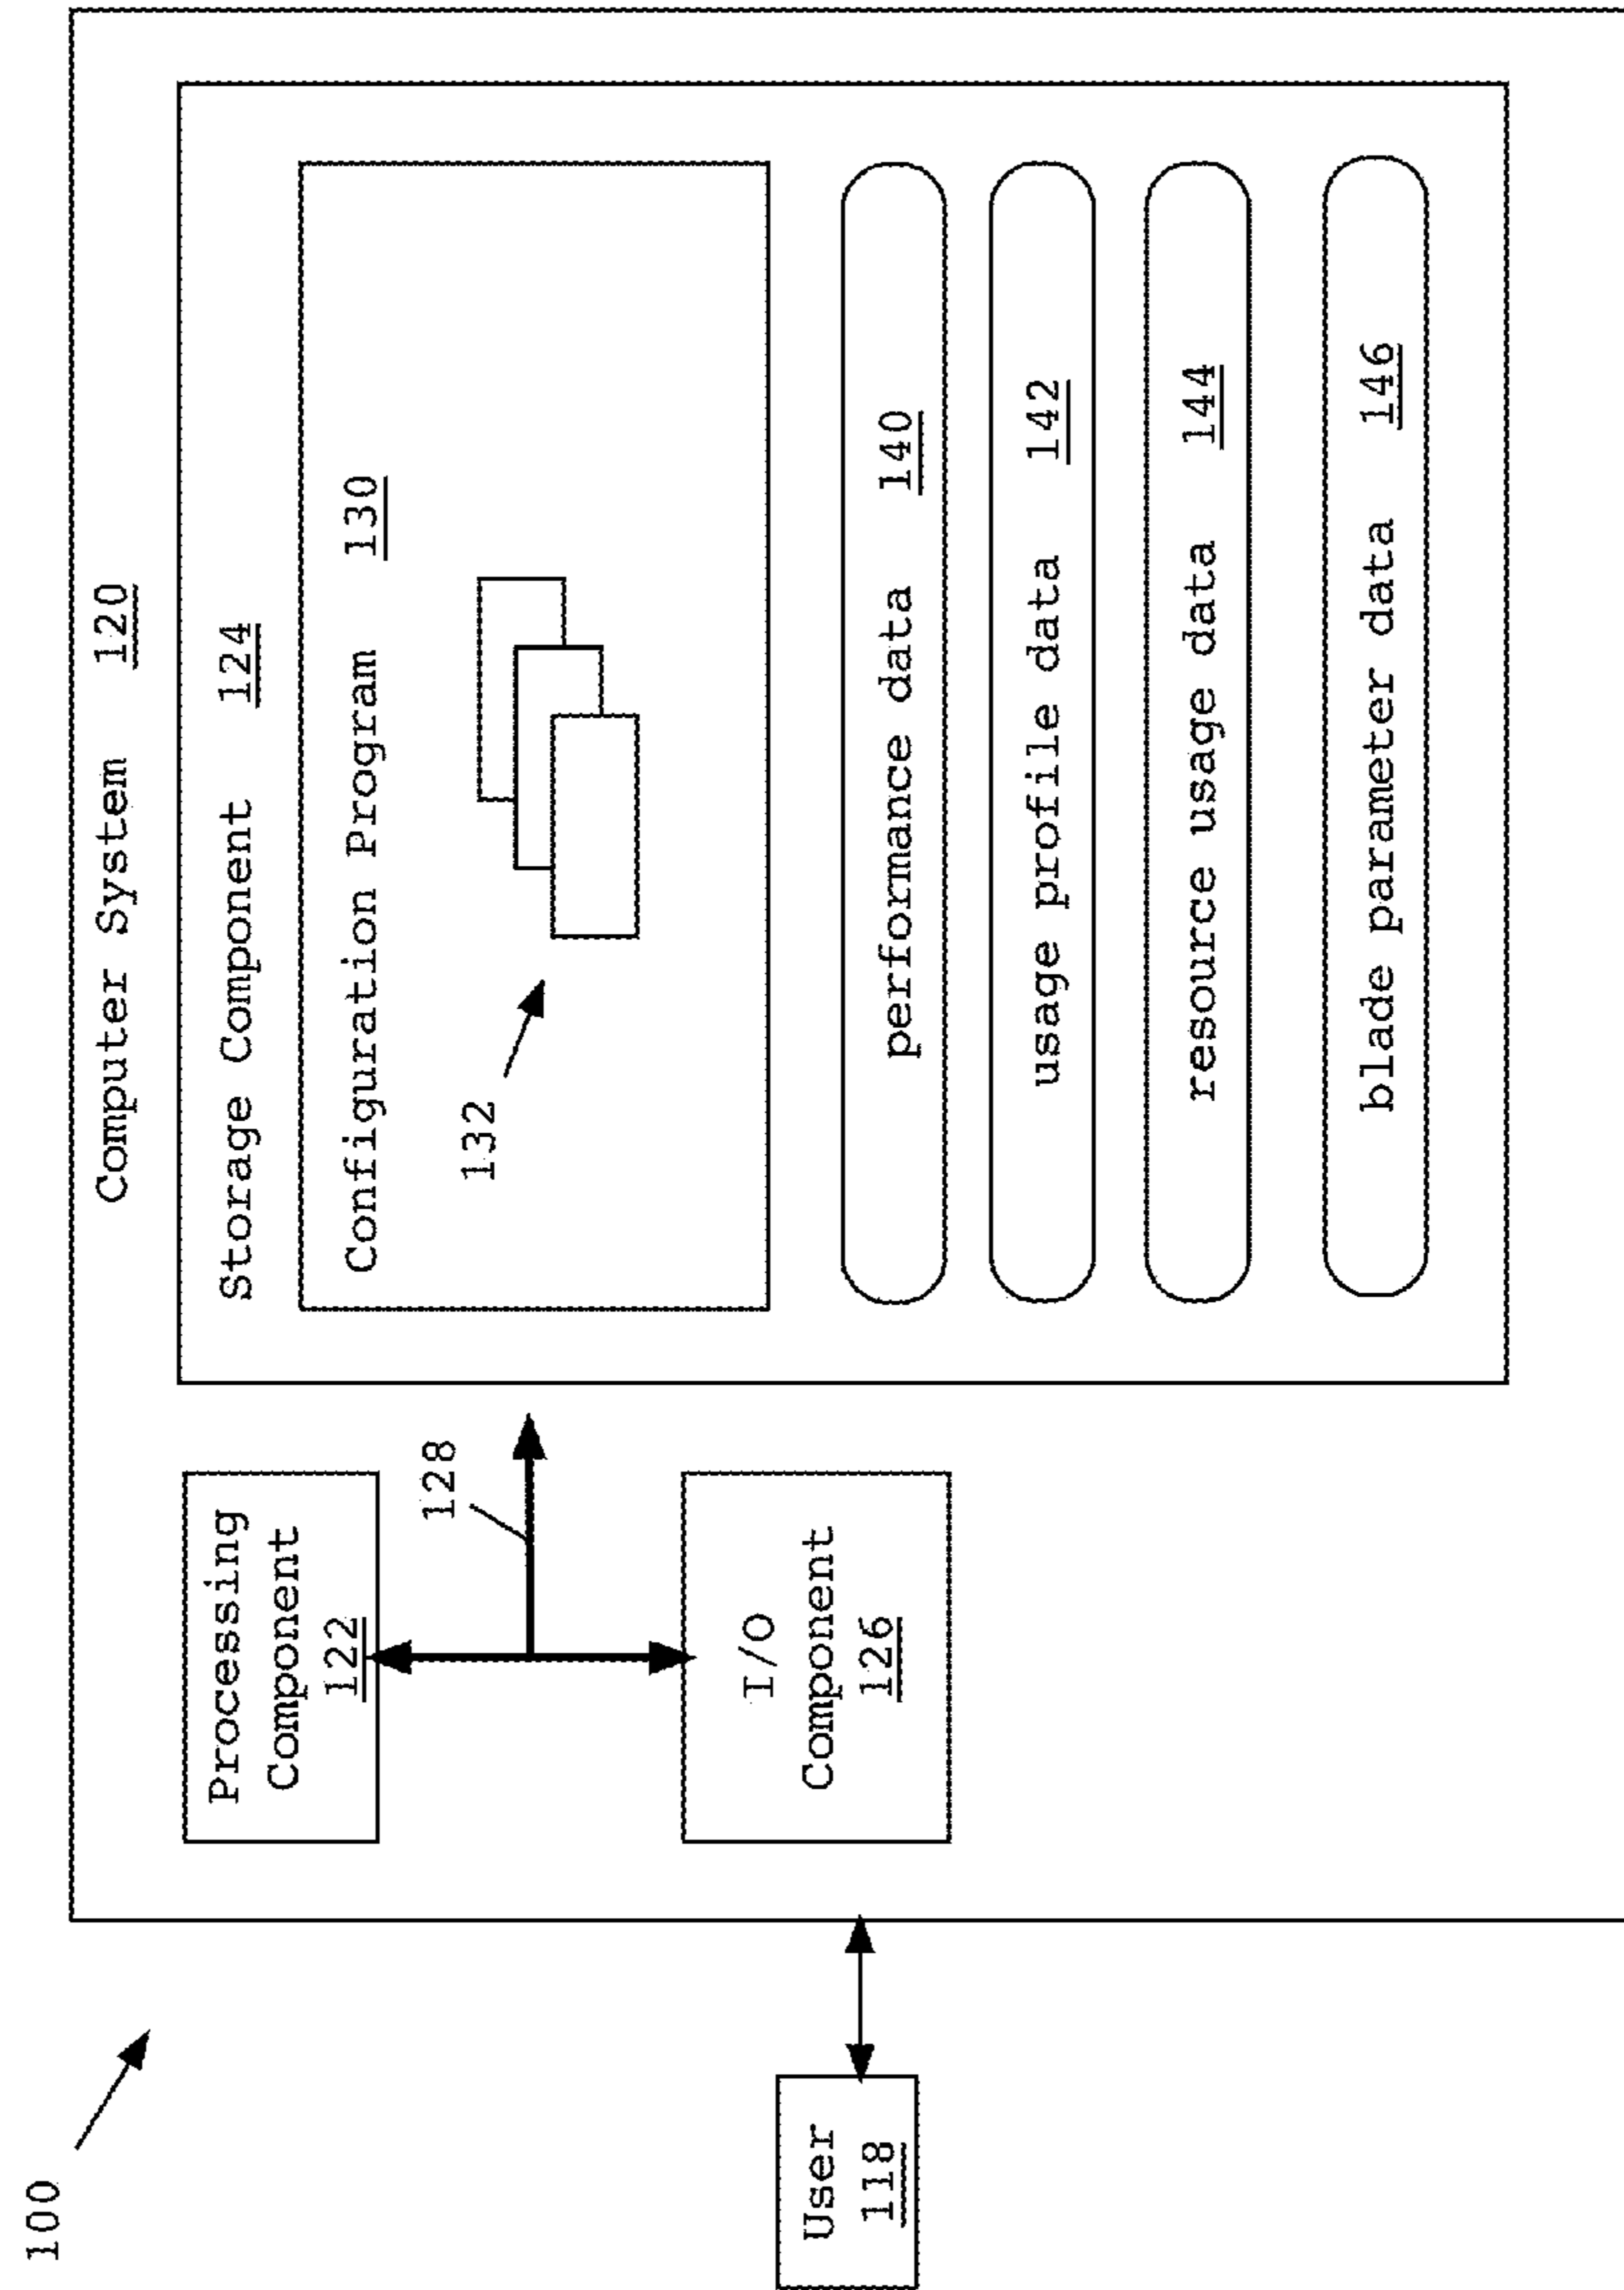 100
Computer System 120
Processing
Component
122
Storage Component 124
Configuration Program 130
128
132
User
118
I/O
Component
126
performance data 140
usage profile data 142
resource usage data 144
blade parameter data 146